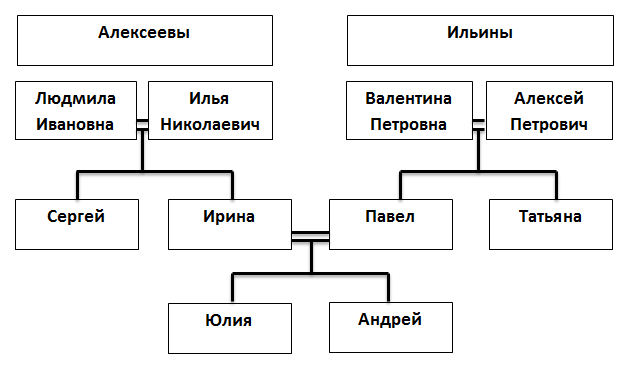 Алексеевы
Ильины
Людмила
Ивановна
Илья
Николаевич
Валентина
Петровна
Алексей
Петрович
Сергей
Ирина
Павел
Татьяна
Юлия
Андрей